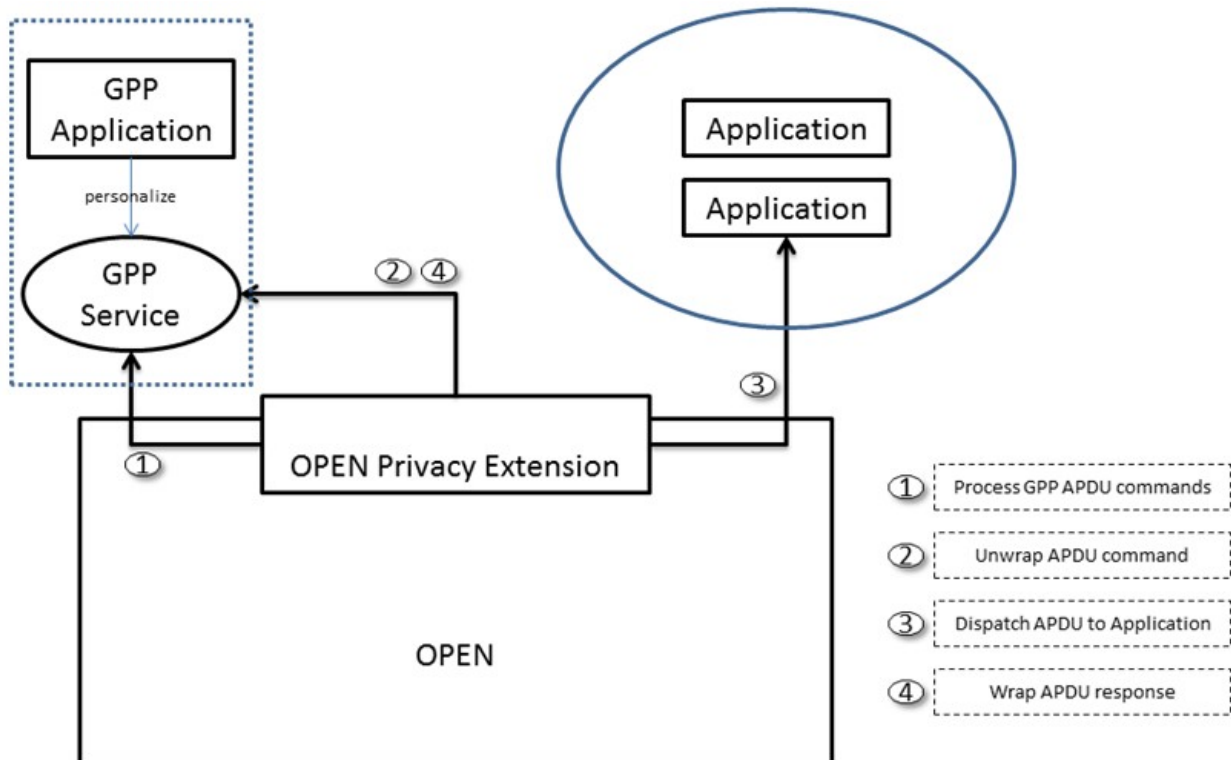 GPP
Application
personalize
GPP
Service
Application
Application
② ④
③
①
OPEN Privacy Extension
OPEN
① Process GPP APDU commands
② Unwrap APDU command
③ Dispatch APDU to Application
④ Wrap APDU response